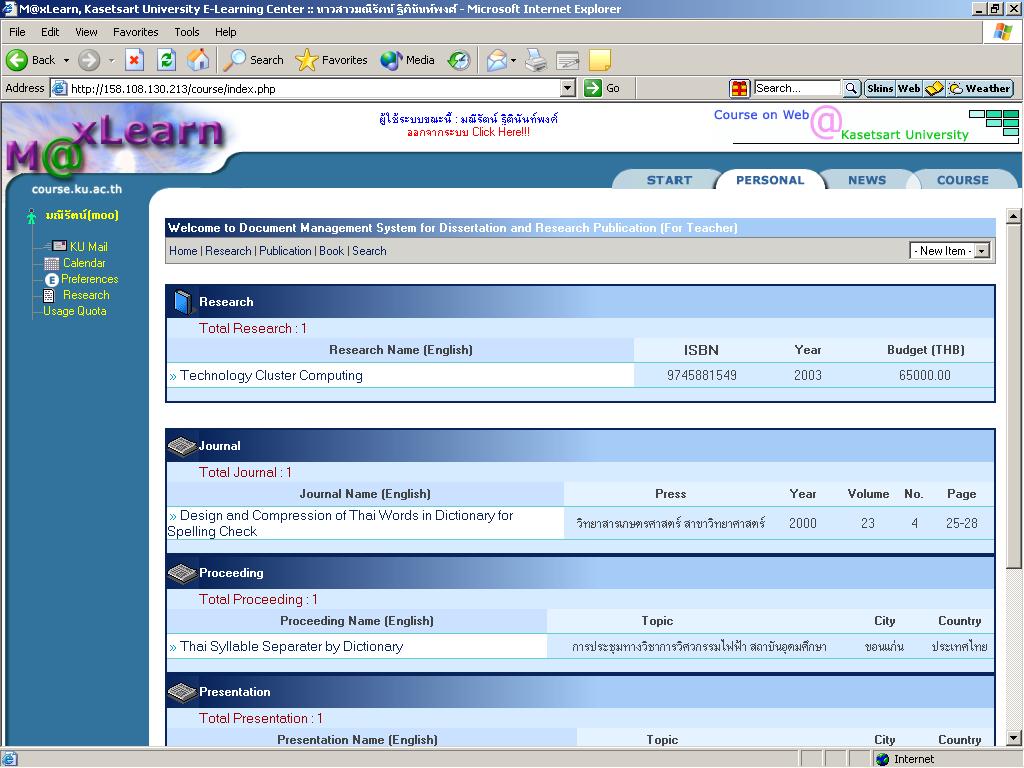 M@xLearn, Kasetsart University E-Learning Center :: นางสาวมณีรัตน์ ฐิตินันท์พงศ์ - Microsoft Internet Explorer
File Edit View Favorites Tools Help
Back Search Favorites Media
Address http://158.108.130.213/course/index.php Go Search... Skins Web Weather
M@xLearn
course.ku.ac.th
ผู้ใช้ระบบขณะนี้ : มณีรัตน์ ฐิตินันท์พงศ์
ออกจากระบบ Click Here!!!
Course on Web @ Kasetsart University
START PERSONAL NEWS COURSE
มณีรัตน์(moo)
KU Mail
Calendar
Preferences
Research
Usage Quota
Welcome to Document Management System for Dissertation and Research Publication (For Teacher)
Home | Research | Publication | Book | Search - New Item -
Research
Total Research : 1
Research Name (English) ISBN Year Budget (THB)
» Technology Cluster Computing 9745881549 2003 65000.00
Journal
Total Journal : 1
Journal Name (English) Press Year Volume No. Page
» Design and Compression of Thai Words in Dictionary for
Spelling Check วิทยาสารเกษตรศาสตร์ สาขาวิทยาศาสตร์ 2000 23 4 25-28
Proceeding
Total Proceeding : 1
Proceeding Name (English) Topic City Country
» Thai Syllable Separater by Dictionary การประชุมทางวิชาการวิศวกรรมไฟฟ้า สถาบันอุดมศึกษา ขอนแก่น ประเทศไทย
Presentation
Total Presentation : 1
Presentation Name (English) Topic City Country
Internet